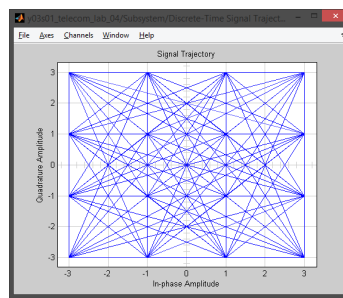 y03s01_telecom_lab_04/Subsystem/Discrete-Time Signal Traject...
File Axes Channels Window Help
Signal Trajectory
Quadrature Amplitude
3
2
1
0
-1
-2
-3
-3 -2 -1 0 1 2 3
In-phase Amplitude